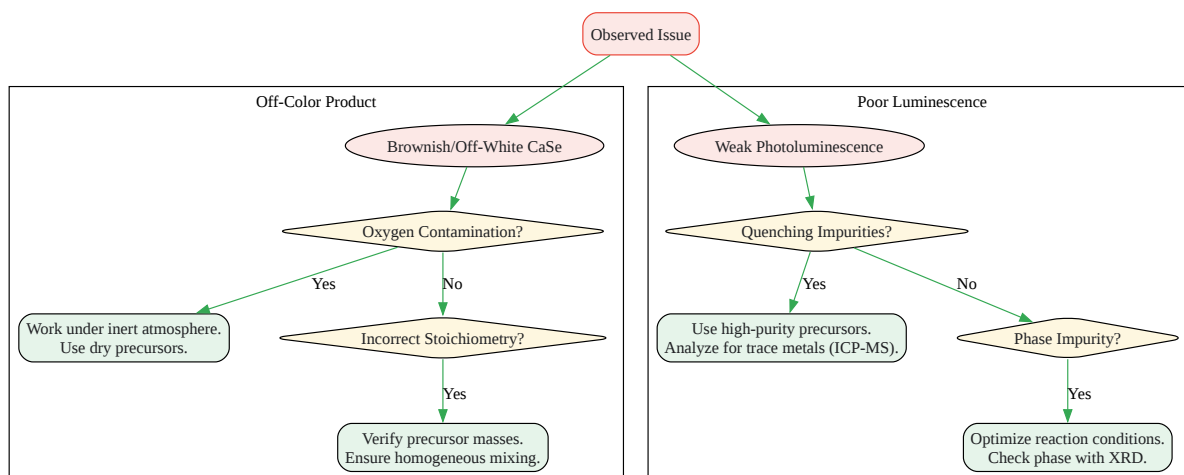 Observed Issue
Off-Color Product
Brownish/Off-White CaSe
Oxygen Contamination?
Yes
No
Work under inert atmosphere.
Use dry precursors.
Incorrect Stoichiometry?
Yes
Verify precursor masses.
Ensure homogeneous mixing.
Poor Luminescence
Weak Photoluminescence
Quenching Impurities?
Yes
No
Use high-purity precursors.
Analyze for trace metals (ICP-MS).
Phase Impurity?
Yes
Optimize reaction conditions.
Check phase with XRD.